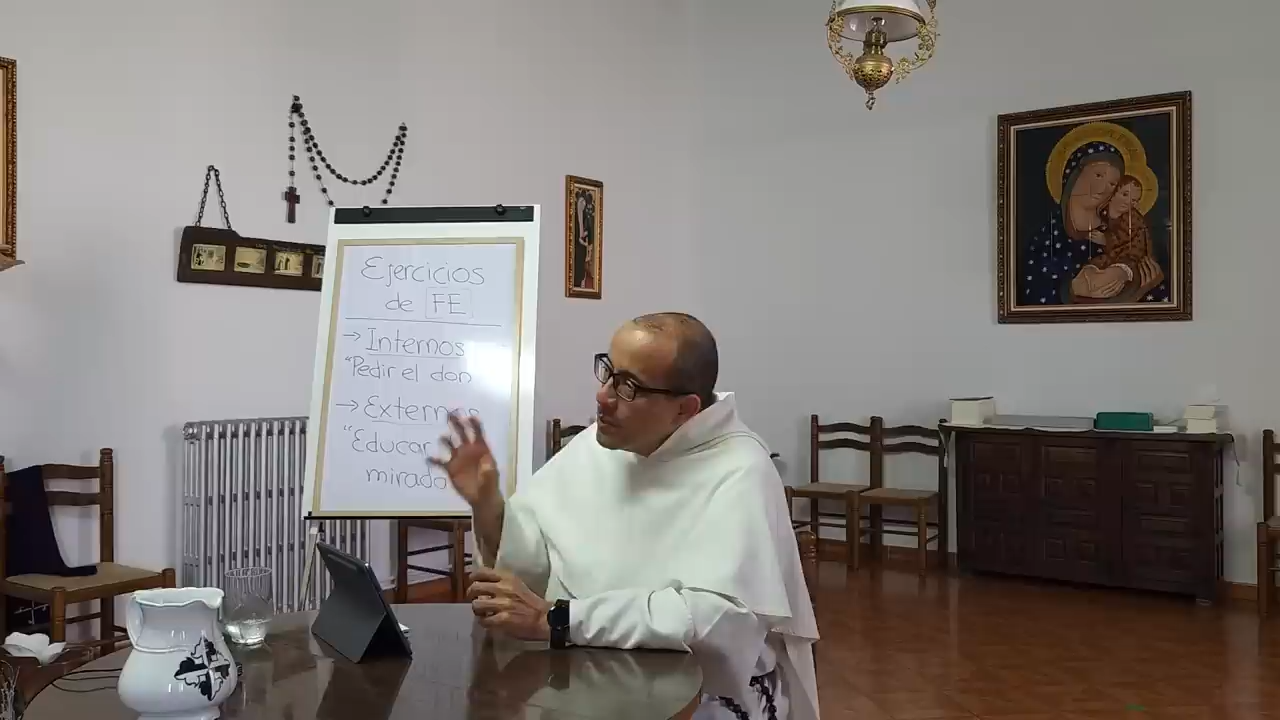 Ejercicios
de FE
→ Internos
"Pedir el don
→ Externos
"Educar
mirada